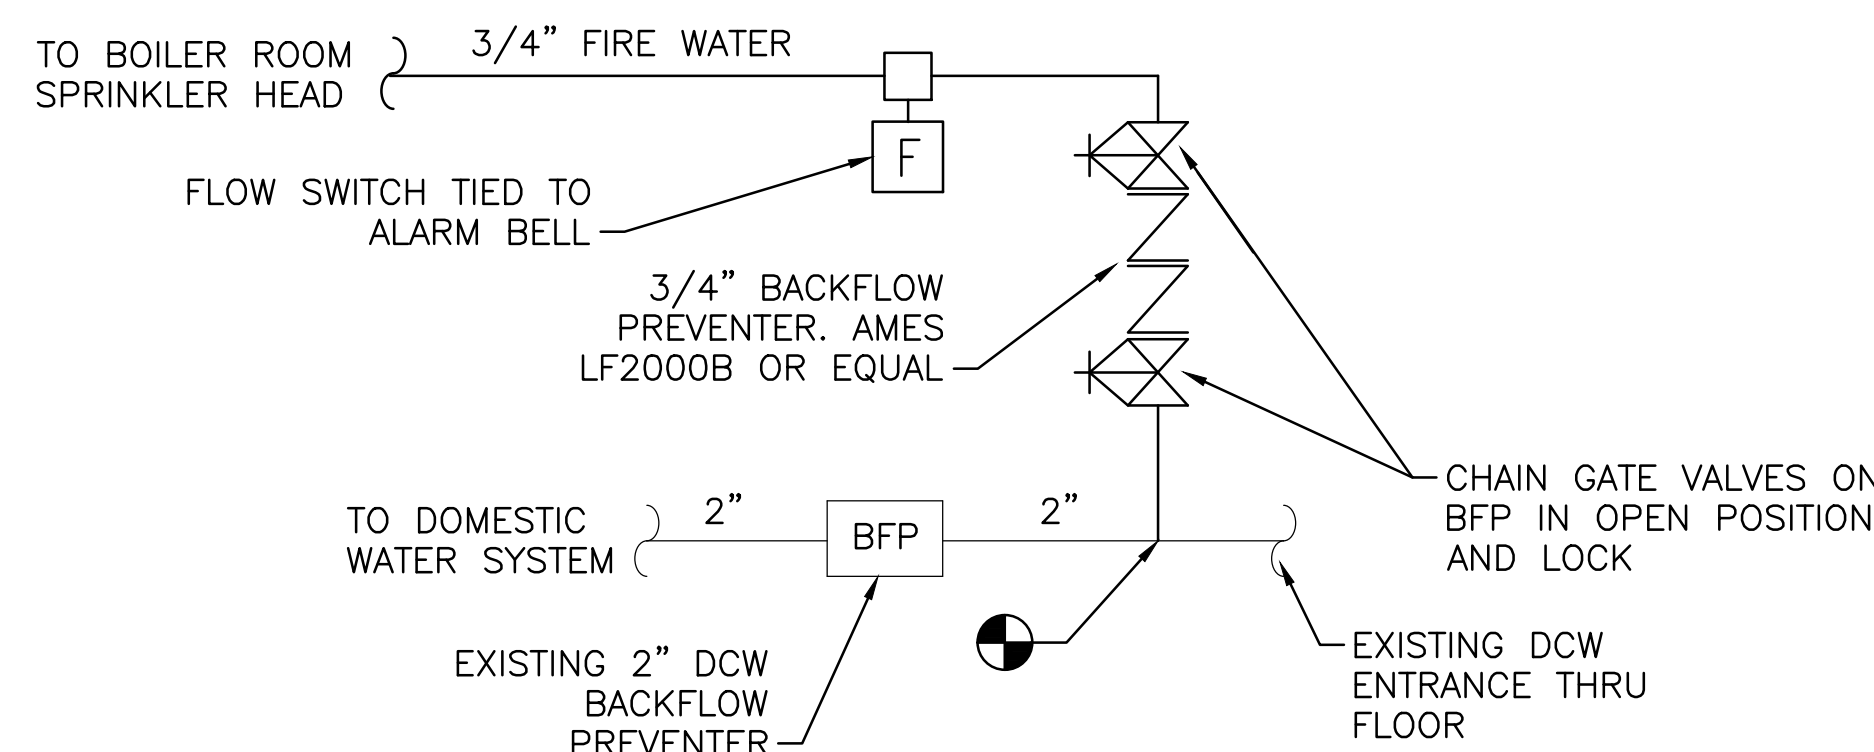 TO BOILER ROOM
SPRINKLER HEAD
3/4” FIRE WATER
F
FLOW SWITCH TIED TO
ALARM BELL
3/4” BACKFLOW
PREVENTER. AMES
LF2000B OR EQUAL
CHAIN GATE VALVES ON
BFP IN OPEN POSITION
AND LOCK
TO DOMESTIC
WATER SYSTEM
2”
BFP
2”
EXISTING 2” DCW
BACKFLOW
PREVENTER
EXISTING DCW
ENTRANCE THRU
FLOOR